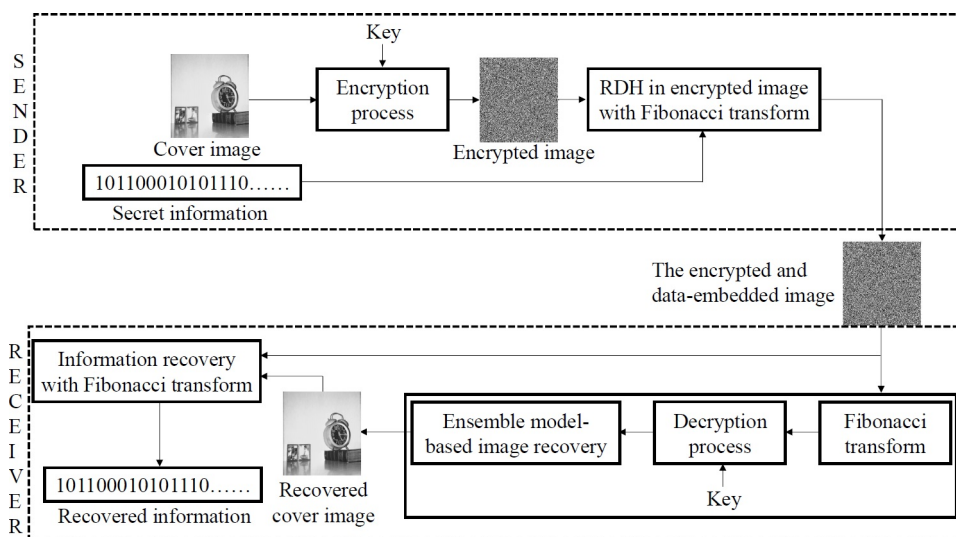 SENDER
Key
Encryption
process
RDH in encrypted image
with Fibonacci transform
Cover image
Encrypted image
101100010101110......
Secret information
The encrypted and
data-embedded image
RECEIVER
Information recovery
with Fibonacci transform
Ensemble model-
based image recovery
Decryption
process
Fibonacci
transform
101100010101110......
Recovered information
Recovered
cover image
Key